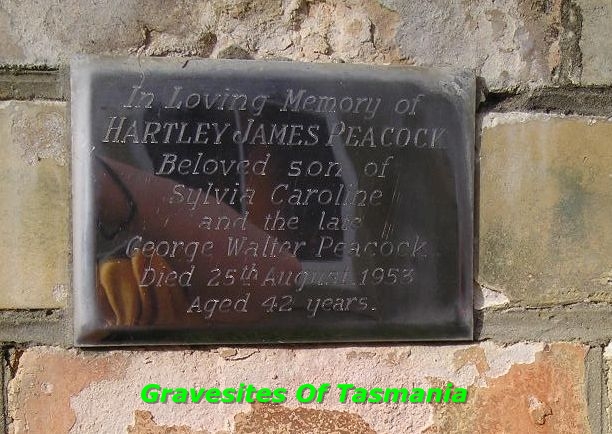 In Loving Memory of
HARTLEY JAMES PEACOCK
Beloved son of
Sylvia Caroline
and the late
George Walter Peacock
Died 25th August 1953
Aged 42 years.
Gravesites Of Tasmania